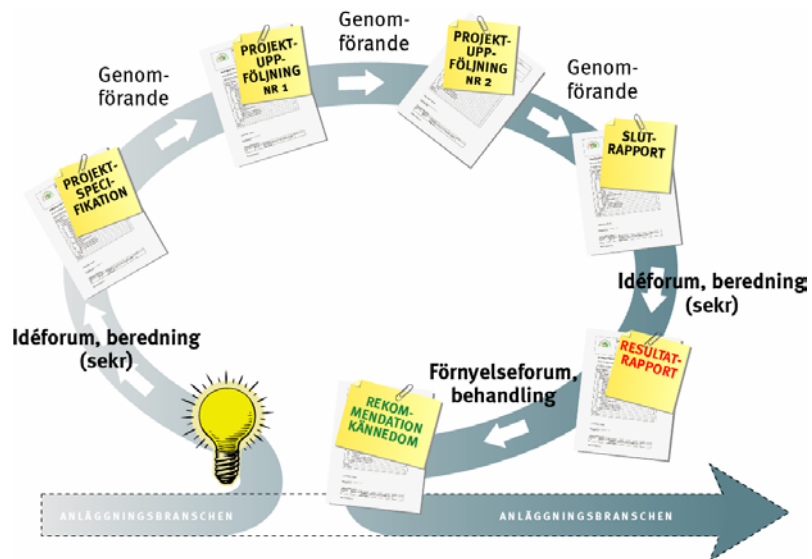 Genom-
förande
PROJEKT-
UPP-
FÖLJNING
NR 1
Genom-
förande
PROJEKT-
UPP-
FÖLJNING
NR 2
Genom-
förande
PROJEKT-
SPECI-
FIKATION
SLUT-
RAPPORT
Idéforum, beredning
(sekr)
Idéforum, beredning
(sekr)
RESULTAT-
RAPPORT
Förnyelseforum,
behandling
REKOM-
MENDATION
KÄNNEDOM
ANLÄGGNINGSBRANSCHEN
ANLÄGGNINGSBRANSCHEN